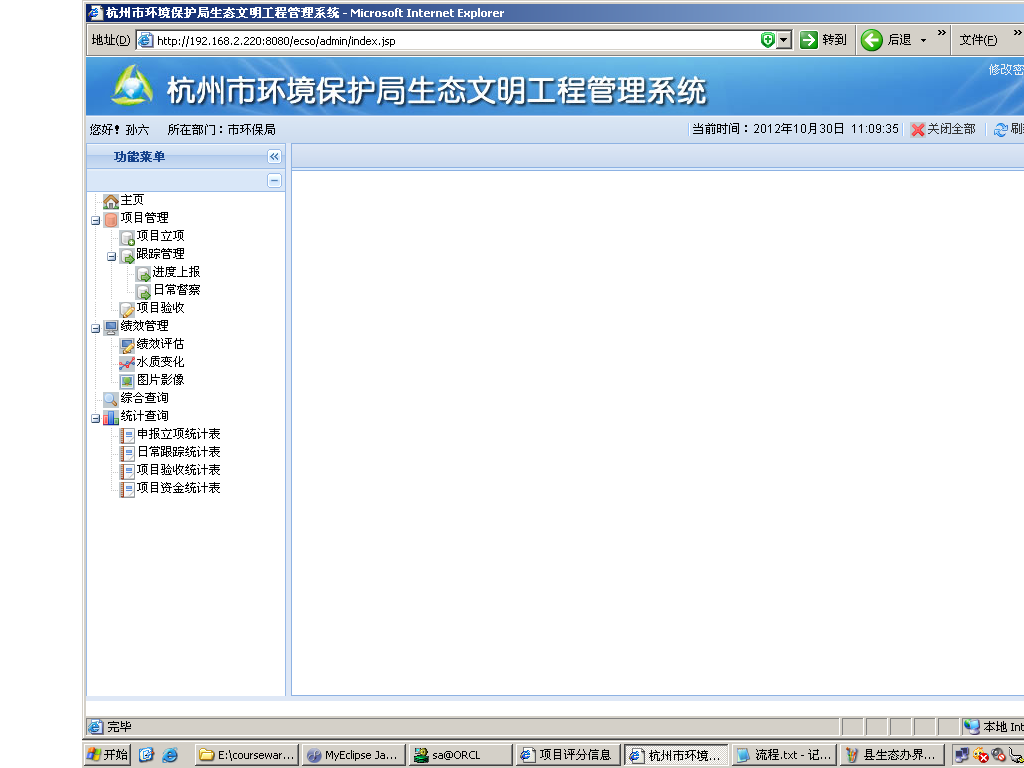 杭州市环境保护局生态文明工程管理系统 - Microsoft Internet Explorer
地址(D) http://192.168.2.220:8080/ecso/admin/index.jsp 转到 后退 文件(F)
杭州市环境保护局生态文明工程管理系统 修改密
您好! 孙六 所在部门：市环保局 当前时间：2012年10月30日 11:09:35 关闭全部 刷
功能菜单
主页
项目管理
项目立项
跟踪管理
进度上报
日常督察
项目验收
绩效管理
绩效评估
水质变化
图片影像
综合查询
统计查询
申报立项统计表
日常跟踪统计表
项目验收统计表
项目资金统计表
完毕 本地 Int
开始 E:\coursewar... MyEclipse Ja... sa@ORCL 项目评分信息 杭州市环境... 流程.txt - 记... 县生态办界...